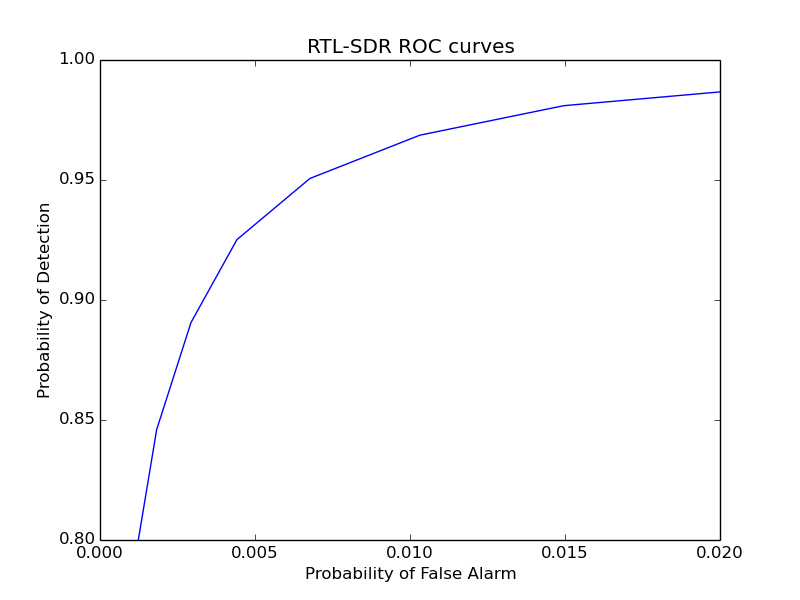 RTL-SDR ROC curves
1.00
0.95
0.90
0.85
0.80
Probability of Detection
0.000 0.005 0.010 0.015 0.020
Probability of False Alarm